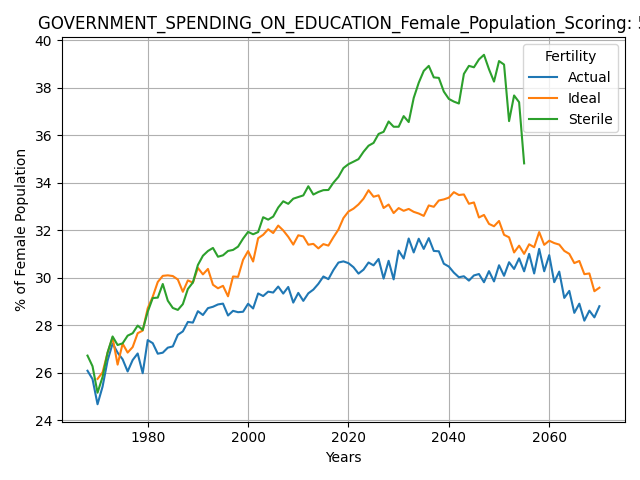 GOVERNMENT_SPENDING_ON_EDUCATION_Female_Population_Scoring:
40
38
36
34
32
30
28
26
24
% of Female Population
Fertility
Actual
Ideal
Sterile
1980 2000 2020 2040 2060
Years